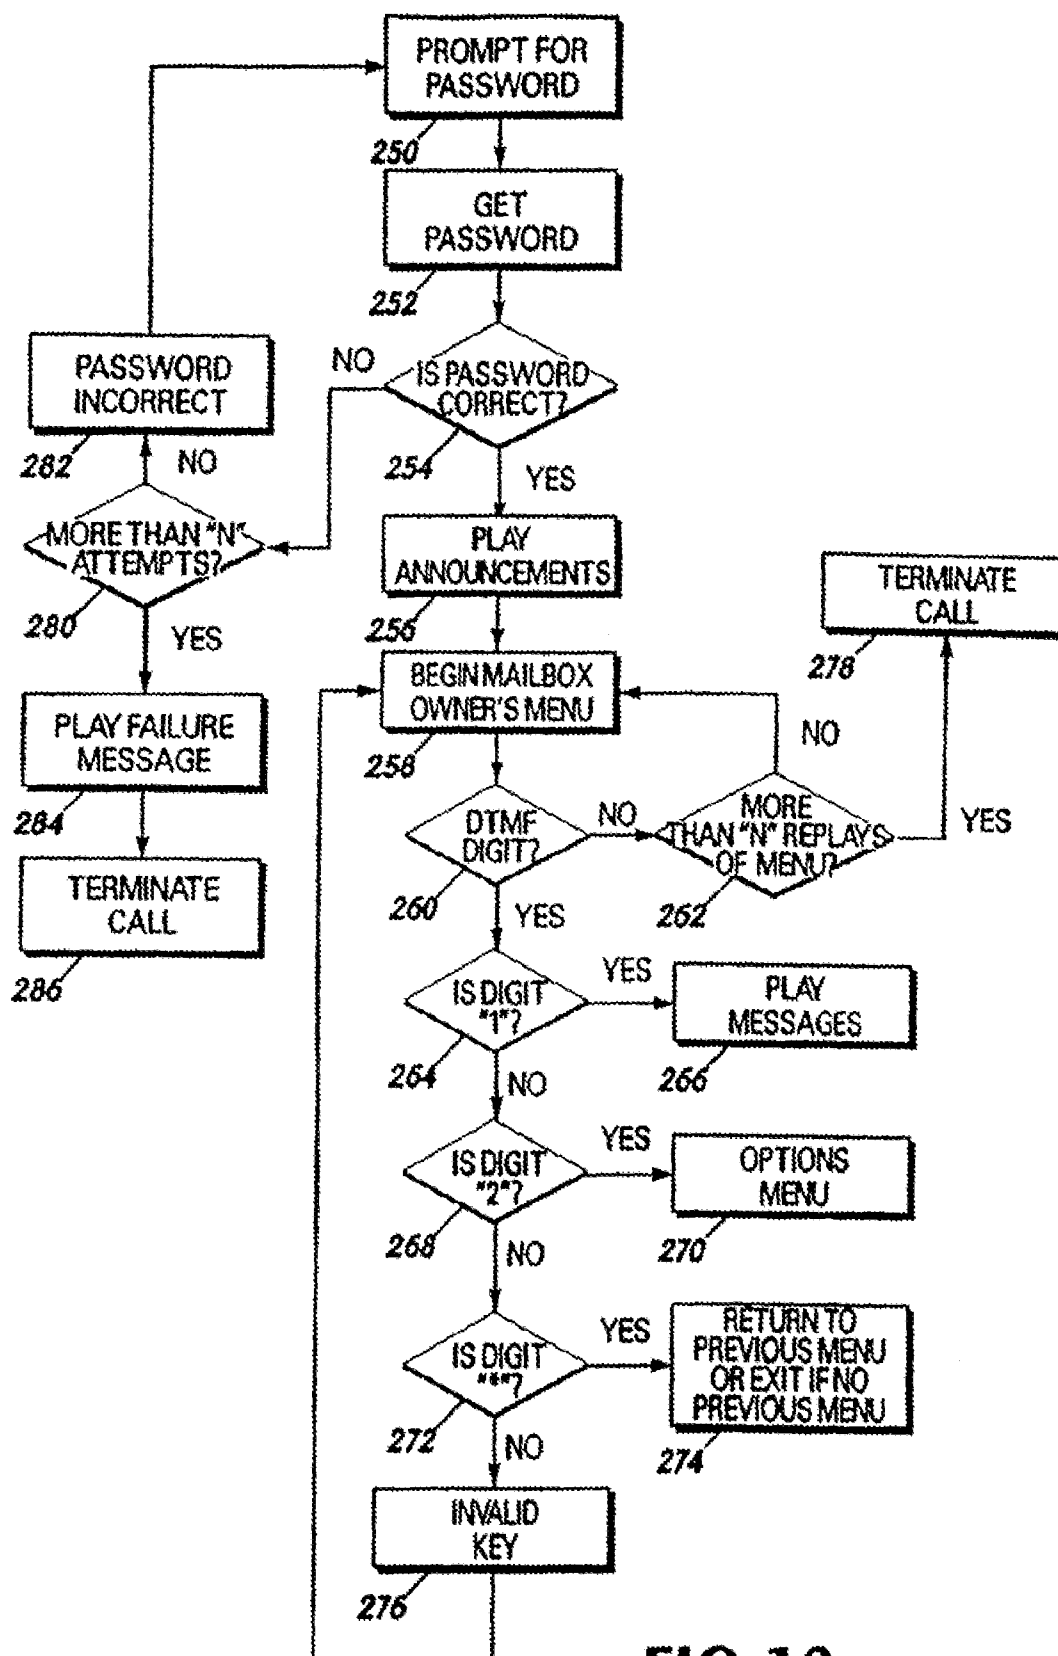 PROMPT FOR
PASSWORD
250
GET
PASSWORD
252
IS PASSWORD
CORRECT?
254
NO
YES
PASSWORD
INCORRECT
282
NO
MORE THAN "N"
ATTEMPTS?
280
YES
PLAY FAILURE
MESSAGE
284
TERMINATE
CALL
286
PLAY
ANNOUNCEMENTS
256
BEGIN MAILBOX
OWNER'S MENU
258
TERMINATE
CALL
278
NO
DTMF
DIGIT?
260
NO
MORE
THAN "N" REPLAYS
OF MENU?
262
YES
YES
IS DIGIT
"1"?
264
YES
PLAY
MESSAGES
266
NO
IS DIGIT
"2"?
268
YES
OPTIONS
MENU
270
NO
IS DIGIT
"*"?
272
YES
RETURN TO
PREVIOUS MENU
OR EXIT IF NO
PREVIOUS MENU
274
NO
INVALID
KEY
276